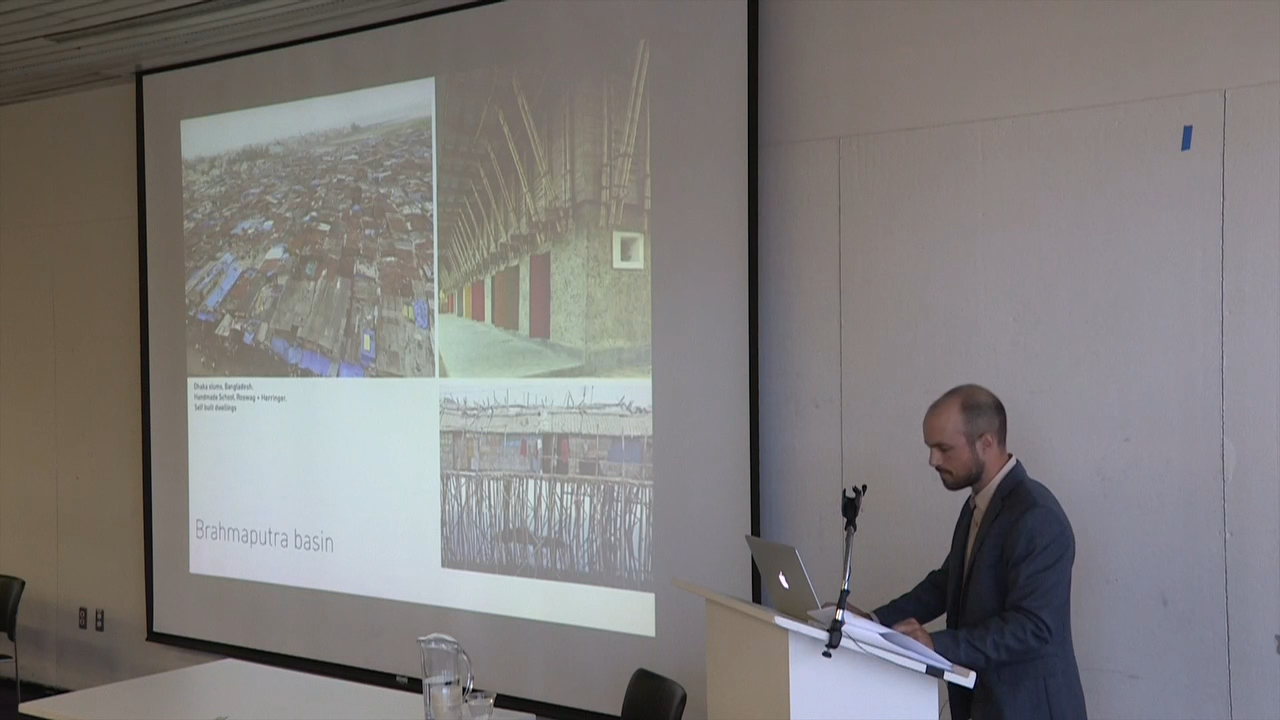 Dhaka slums, Bangladesh.
Handmade School, Roswag + Herringer.
Self built dwellings
Brahmaputra basin